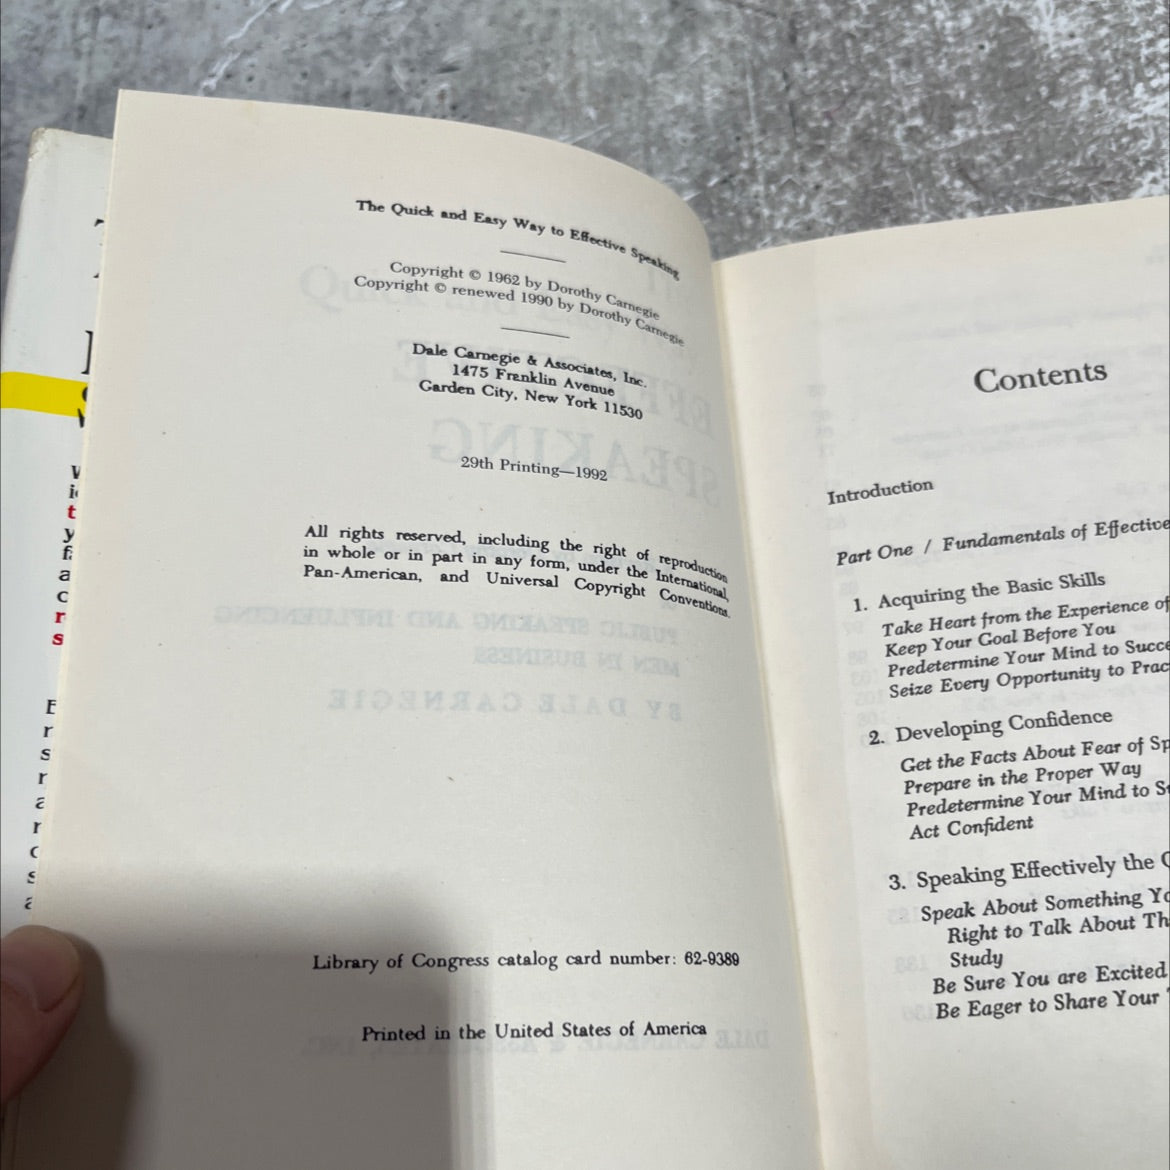 The Quick and Easy Way to Effective Speaking
Copyright © 1962 by Dorothy Carnegie
Copyright © renewed 1990 by Dorothy Carnegie
Dale Carnegie & Associates, Inc.
1475 Franklin Avenue
Garden City, New York 11530
29th Printing—1992
All rights reserved, including the right of reproduction
in whole or in part in any form, under the International,
Pan-American, and Universal Copyright Conventions.
Library of Congress catalog card number: 62-9389
Printed in the United States of America
Contents
Introduction
Part One / Fundamentals of Effective
1. Acquiring the Basic Skills
Take Heart from the Experience of
Keep Your Goal Before You
Predetermine Your Mind to Succe
Seize Every Opportunity to Prac
2. Developing Confidence
Get the Facts About Fear of Sp
Prepare in the Proper Way
Predetermine Your Mind to S
Act Confident
3. Speaking Effectively the
Speak About Something Yo
Right to Talk About Th
Study
Be Sure You are Excited
Be Eager to Share Your